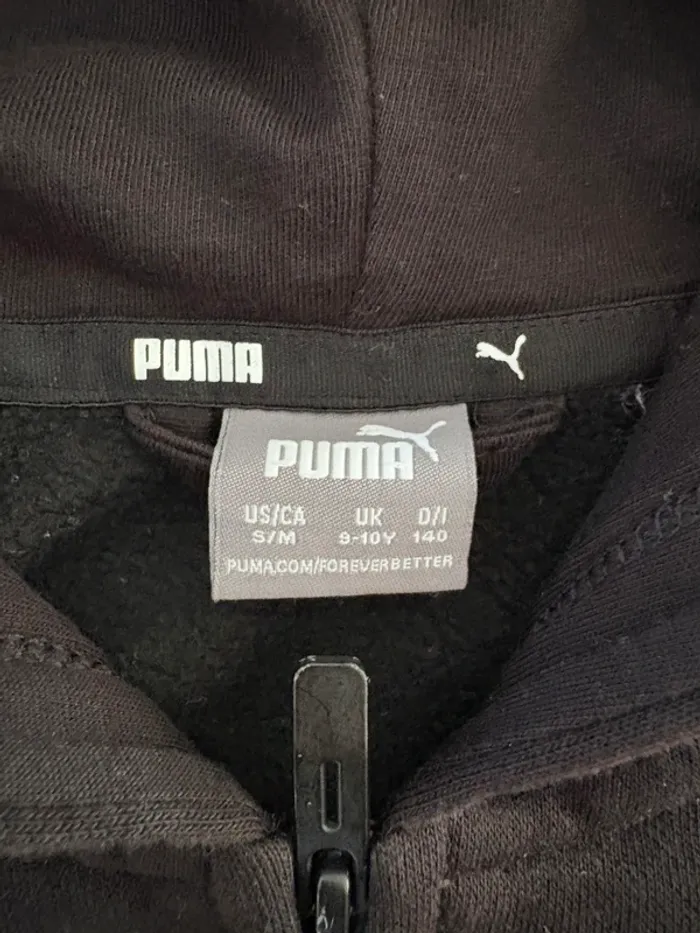 PUMA
PUMA
US/CA UK D/I
S/M 9-10Y 140
PUMA.COM/FOREVERBETTER